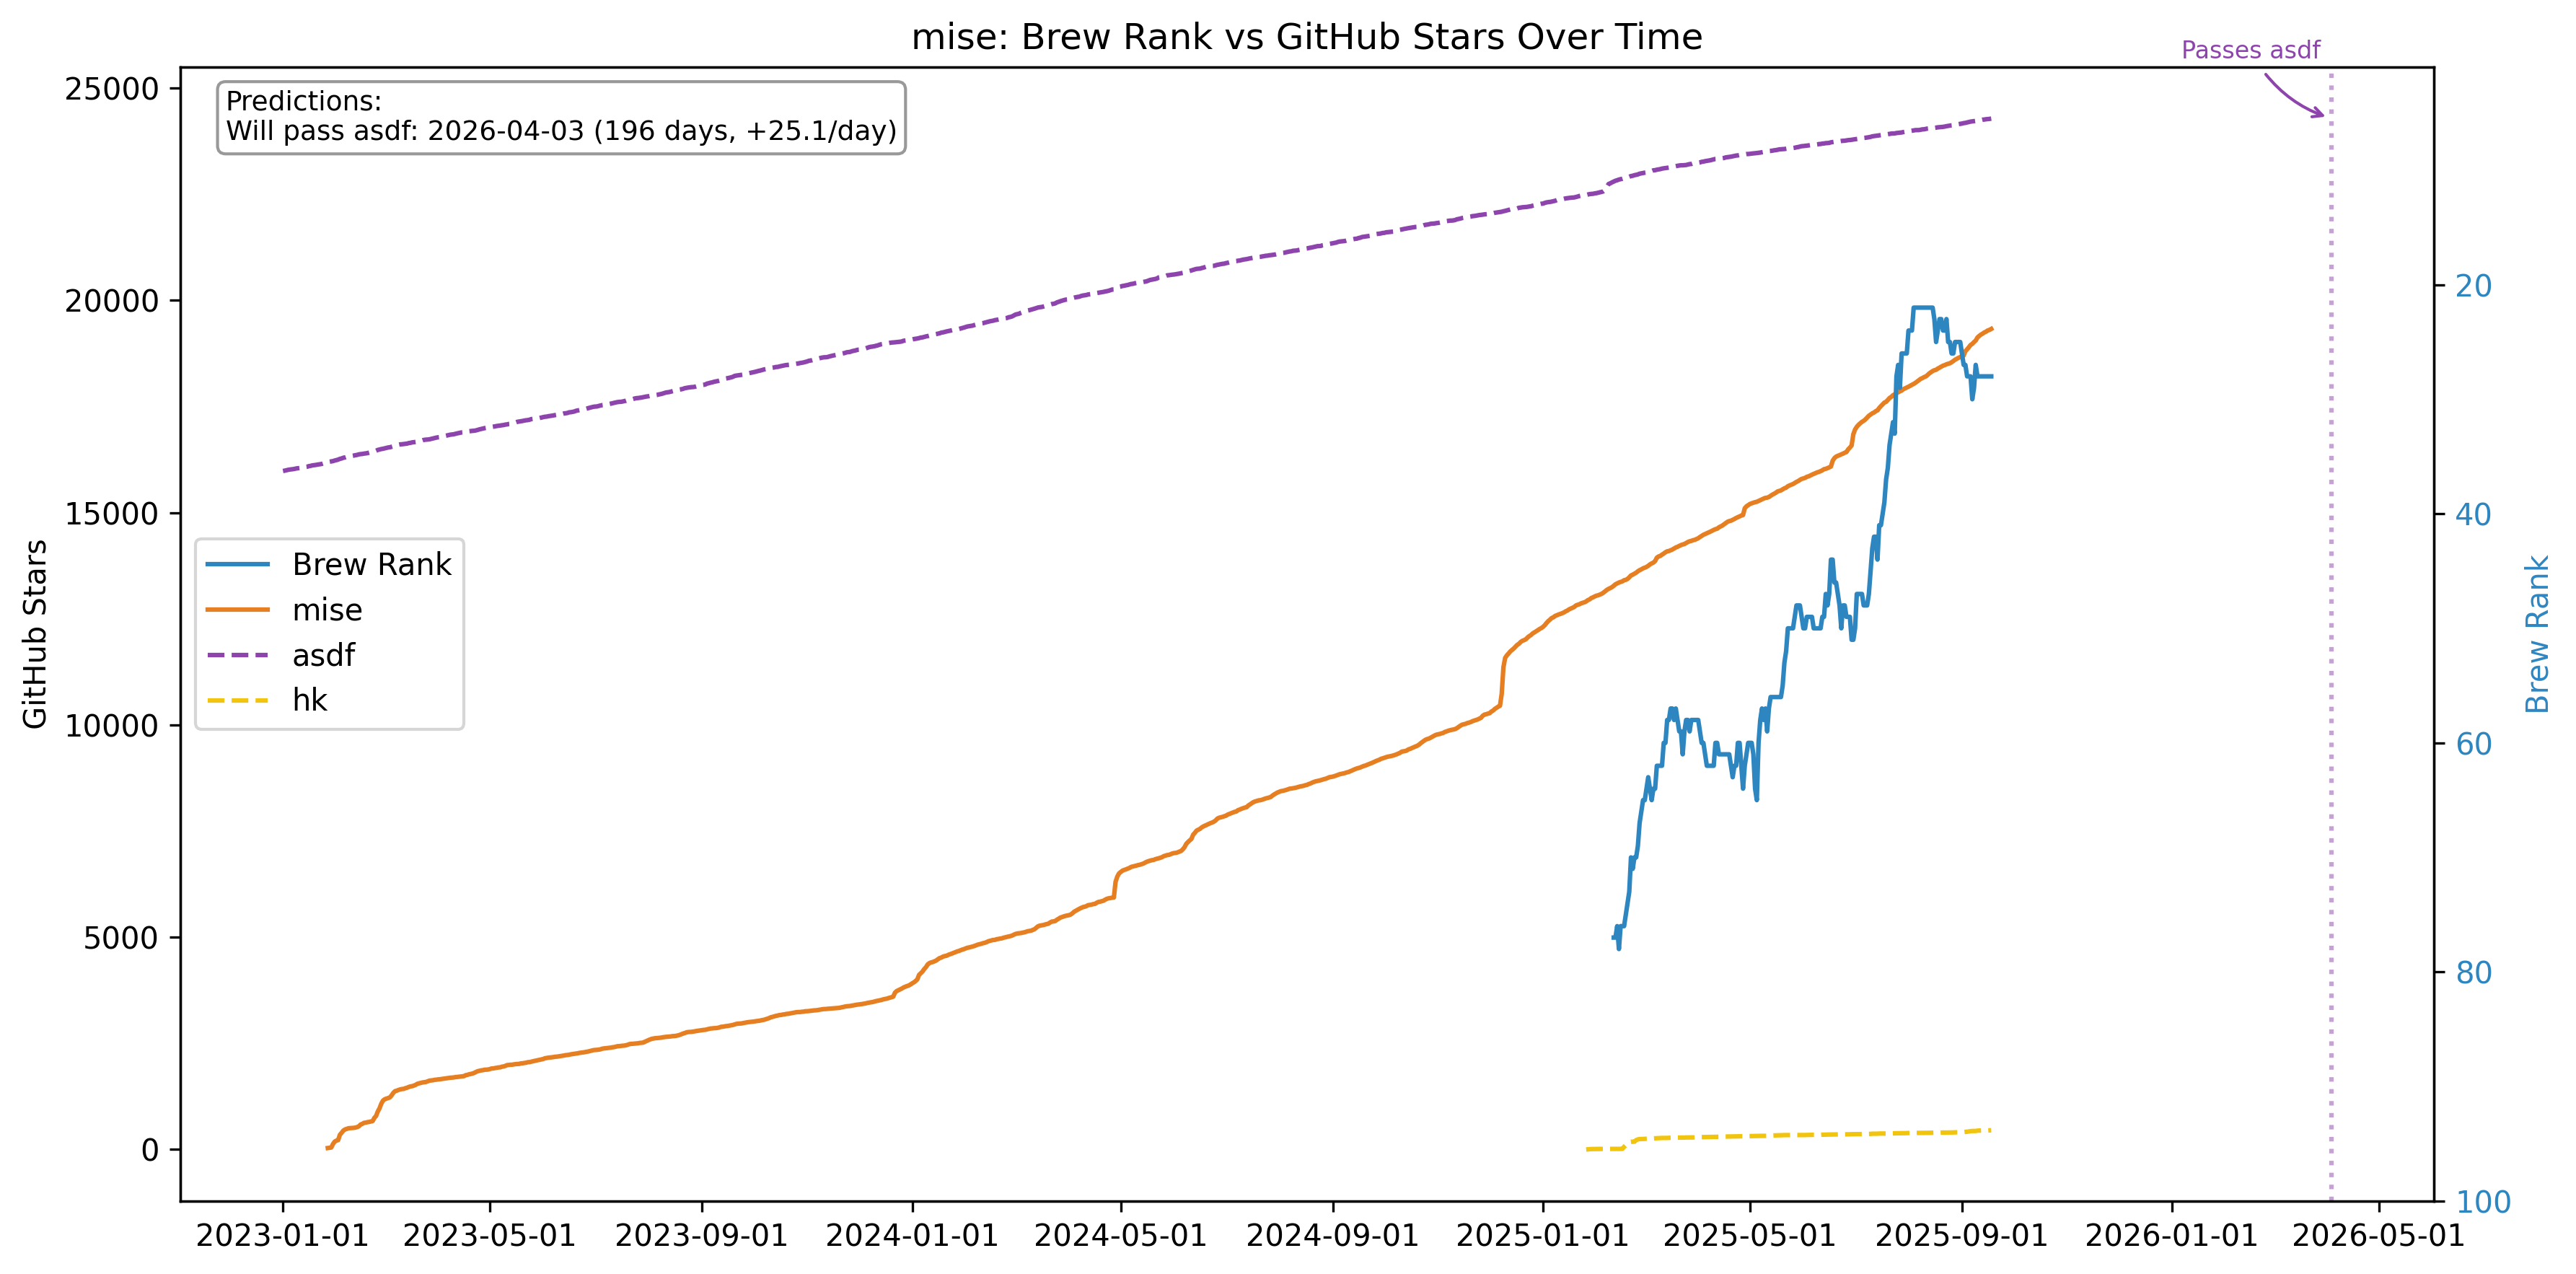 mise: Brew Rank vs GitHub Stars Over Time
Passes asdf
Predictions:
Will pass asdf: 2026-04-03 (196 days, +25.1/day)
25000
20000
15000
10000
5000
0
GitHub Stars
Brew Rank
mise
asdf
hk
20
40
60
80
100
Brew Rank
2023-01-01
2023-05-01
2023-09-01
2024-01-01
2024-05-01
2024-09-01
2025-01-01
2025-05-01
2025-09-01
2026-01-01
2026-05-01